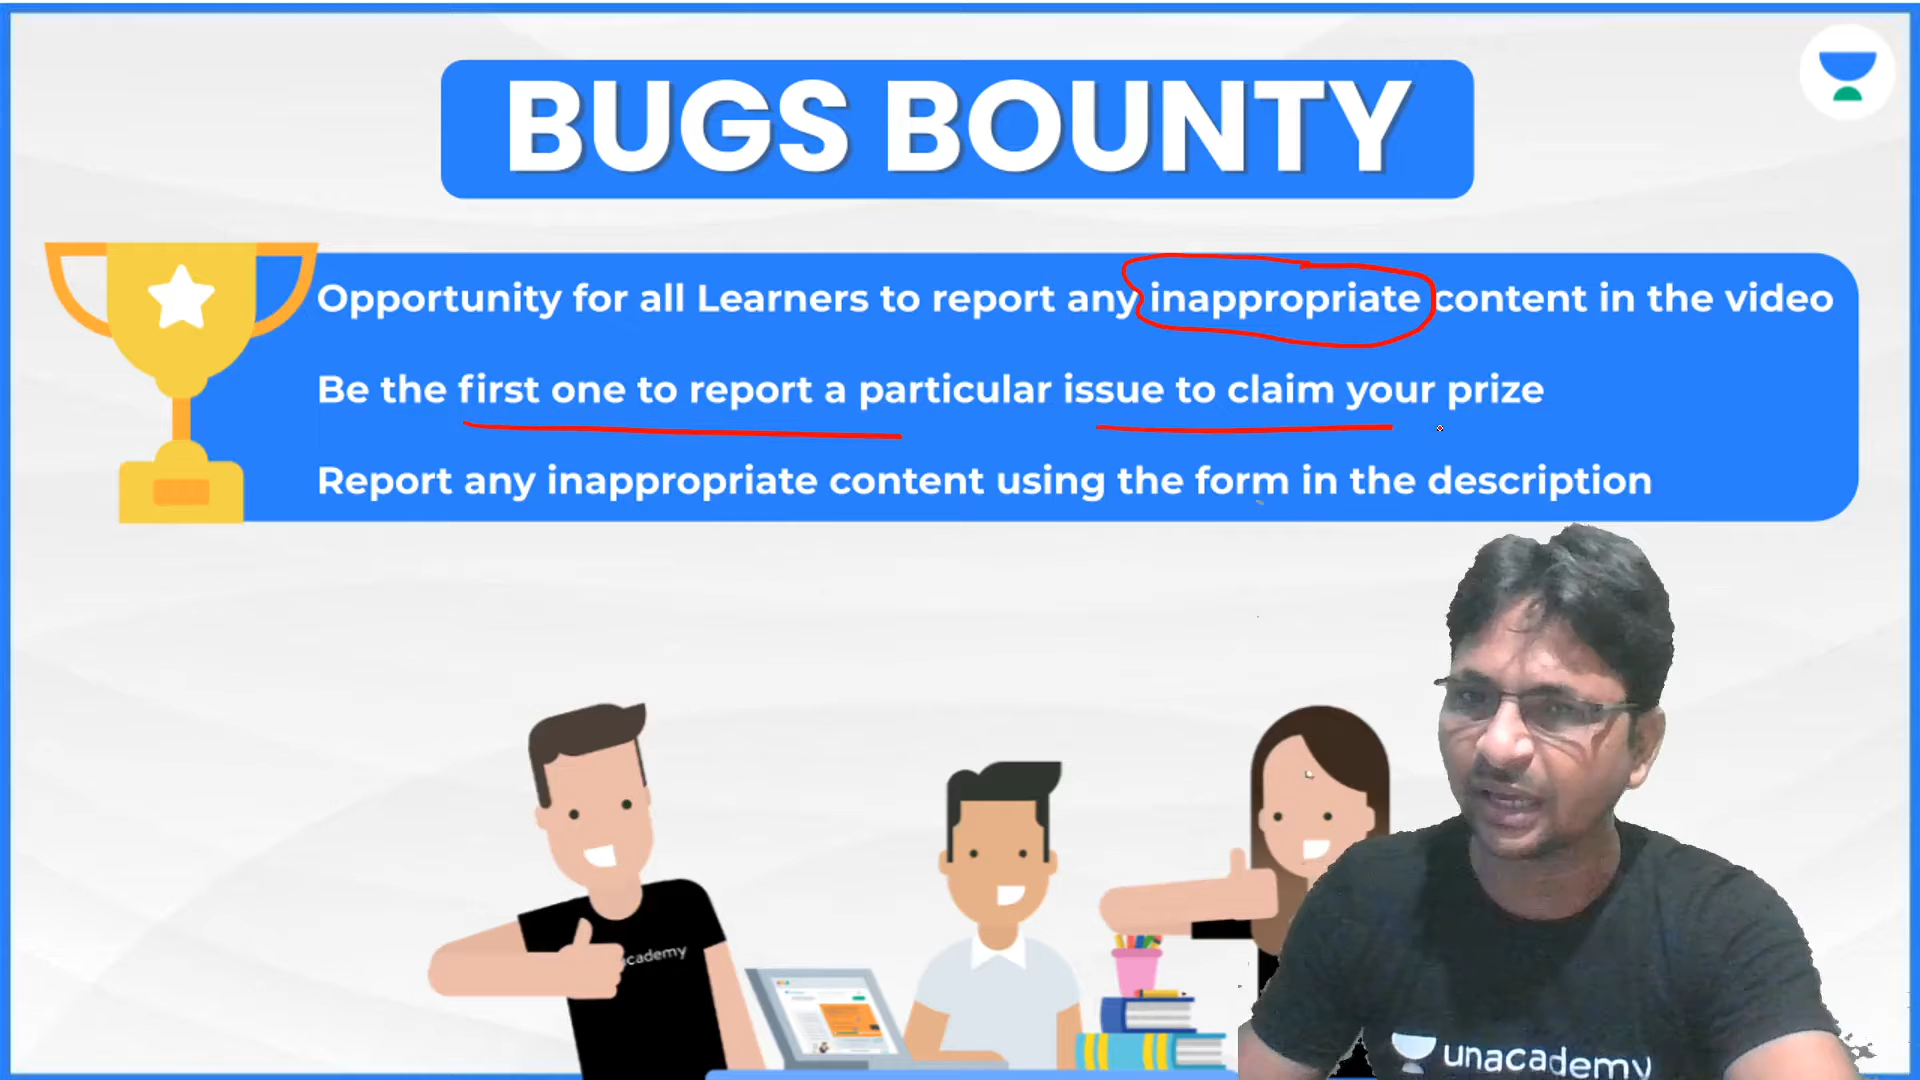 BUGS BOUNTY
Opportunity for all Learners to report any inappropriate content in the video
Be the first one to report a particular issue to claim your prize
Report any inappropriate content using the form in the description
cademy
unacademy